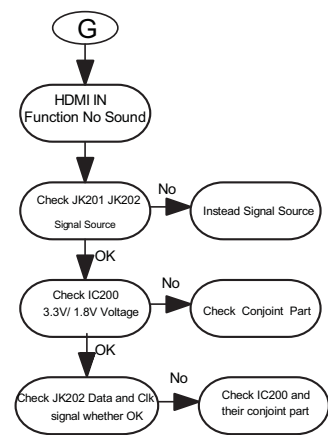 G
HDMI IN
Function No Sound
Check JK201 JK202
Signal Source
No
Instead Signal Source
OK
Check IC200
3.3V/ 1.8V Voltage
No
Check Conjoint Part
OK
Check JK202 Data and Clk
signal whether OK
No
Check IC200 and
their conjoint part